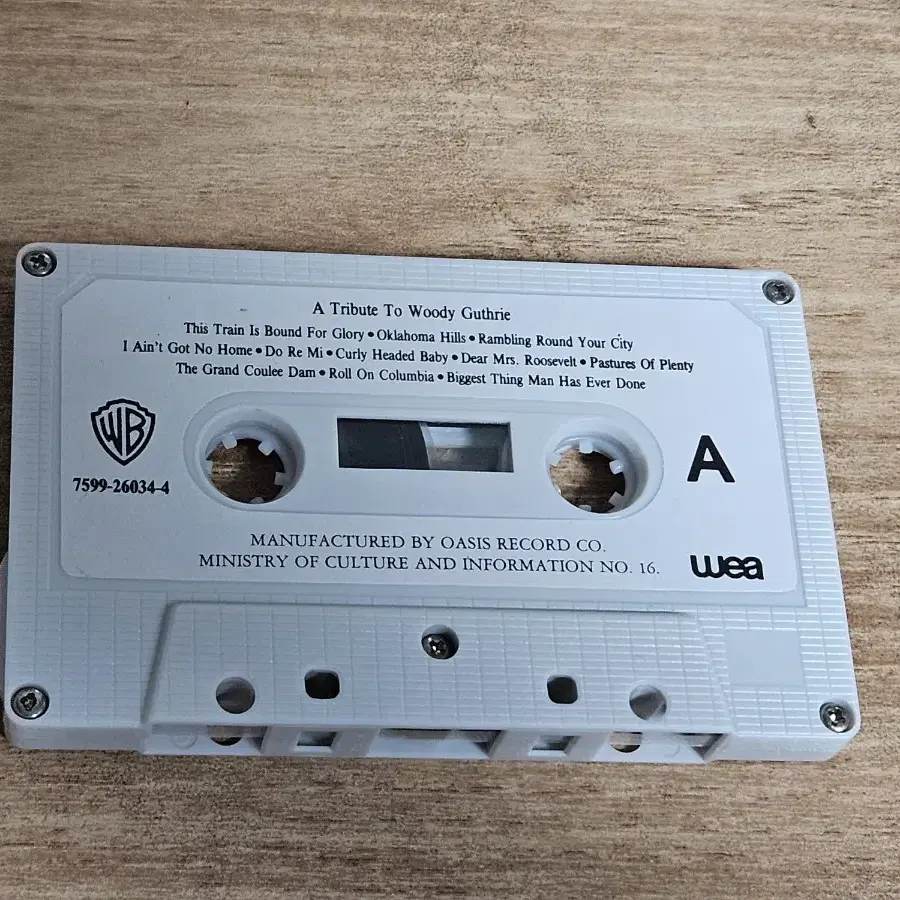 A Tribute To Woody Guthrie
This Train Is Bound For Glory • Oklahoma Hills • Rambling Round Your City
I Ain't Got No Home • Do Re Mi • Curly Headed Baby • Dear Mrs. Roosevelt • Pastures Of Plenty
The Grand Coulee Dam • Roll On Columbia • Biggest Thing Man Has Ever Done
WB
7599-26034-4
A
MANUFACTURED BY OASIS RECORD CO.
MINISTRY OF CULTURE AND INFORMATION NO. 16.
wea